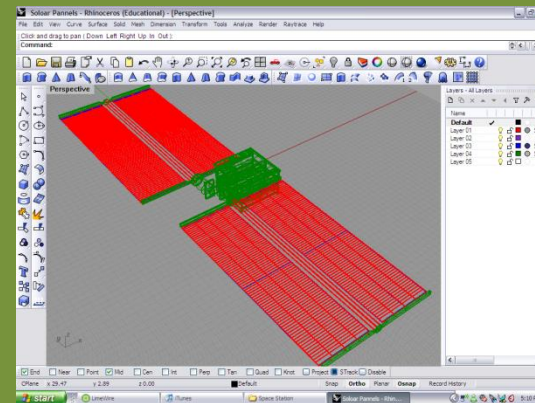 Soloar Pannels - Rhinoceros (Educational) - [Perspective]
File Edit View Curve Surface Solid Mesh Dimension Transform Tools Analyze Render Raytrace Help
Click and drag to pan ( Down Left Right Up In Out ):
Command:
Perspective
Layers - All Layers
Name
Default
Layer 01
Layer 02
Layer 03
Layer 04
Layer 05
End Near Point Mid Cen Int Perp Tan Quad Knot Project STrack Disable
CPlane x 29.47 y 2.89 z 0.00 Default Snap Ortho Planar Osnap Record History
start LimeWire iTunes Space Station Soloar Pannels - Rhin... 5:10